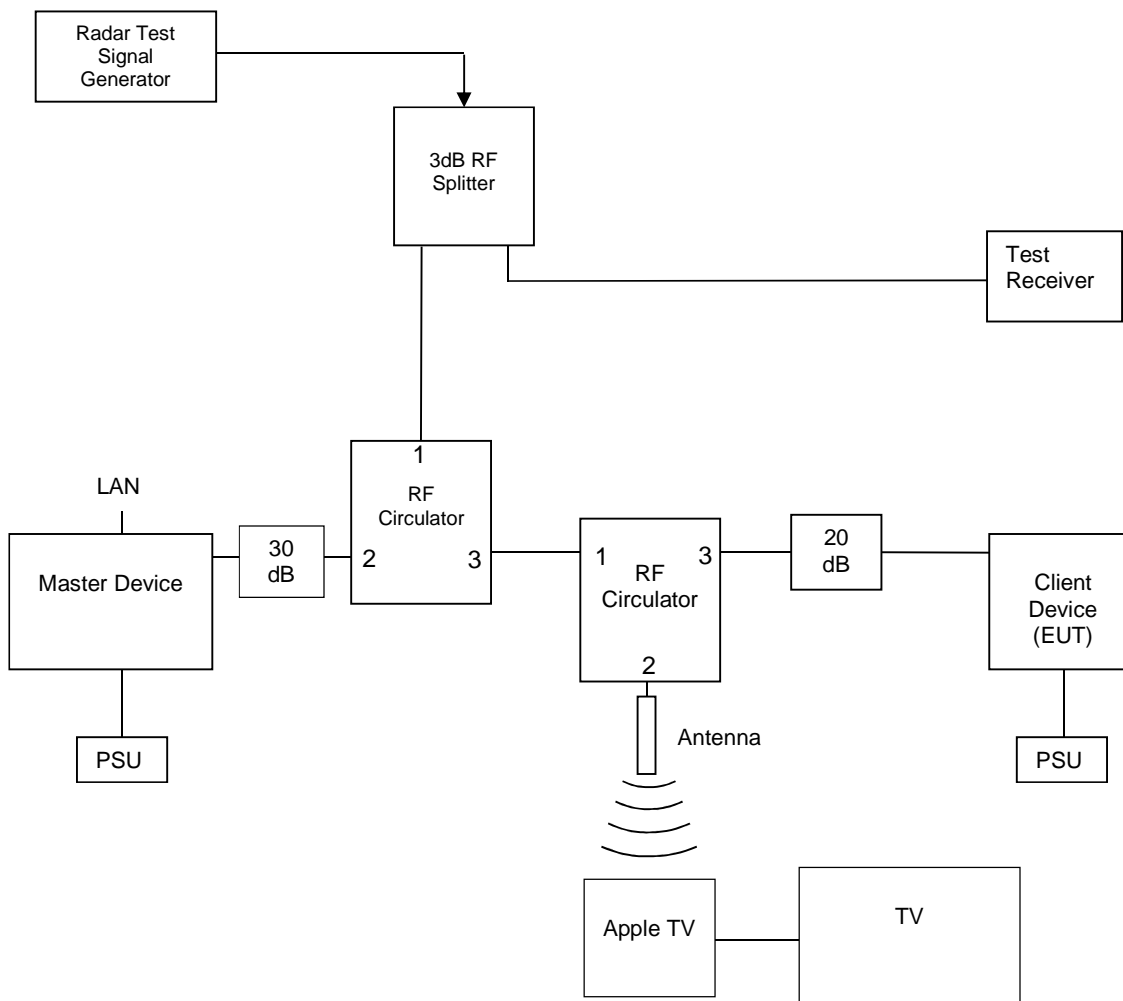 Radar Test
Signal
Generator
3dB RF
Splitter
Test
Receiver
1
RF
Circulator
2
3
LAN
Master Device
30
dB
PSU
1
3
RF
Circulator
2
20
dB
Client
Device
(EUT)
PSU
Antenna
Apple TV
TV